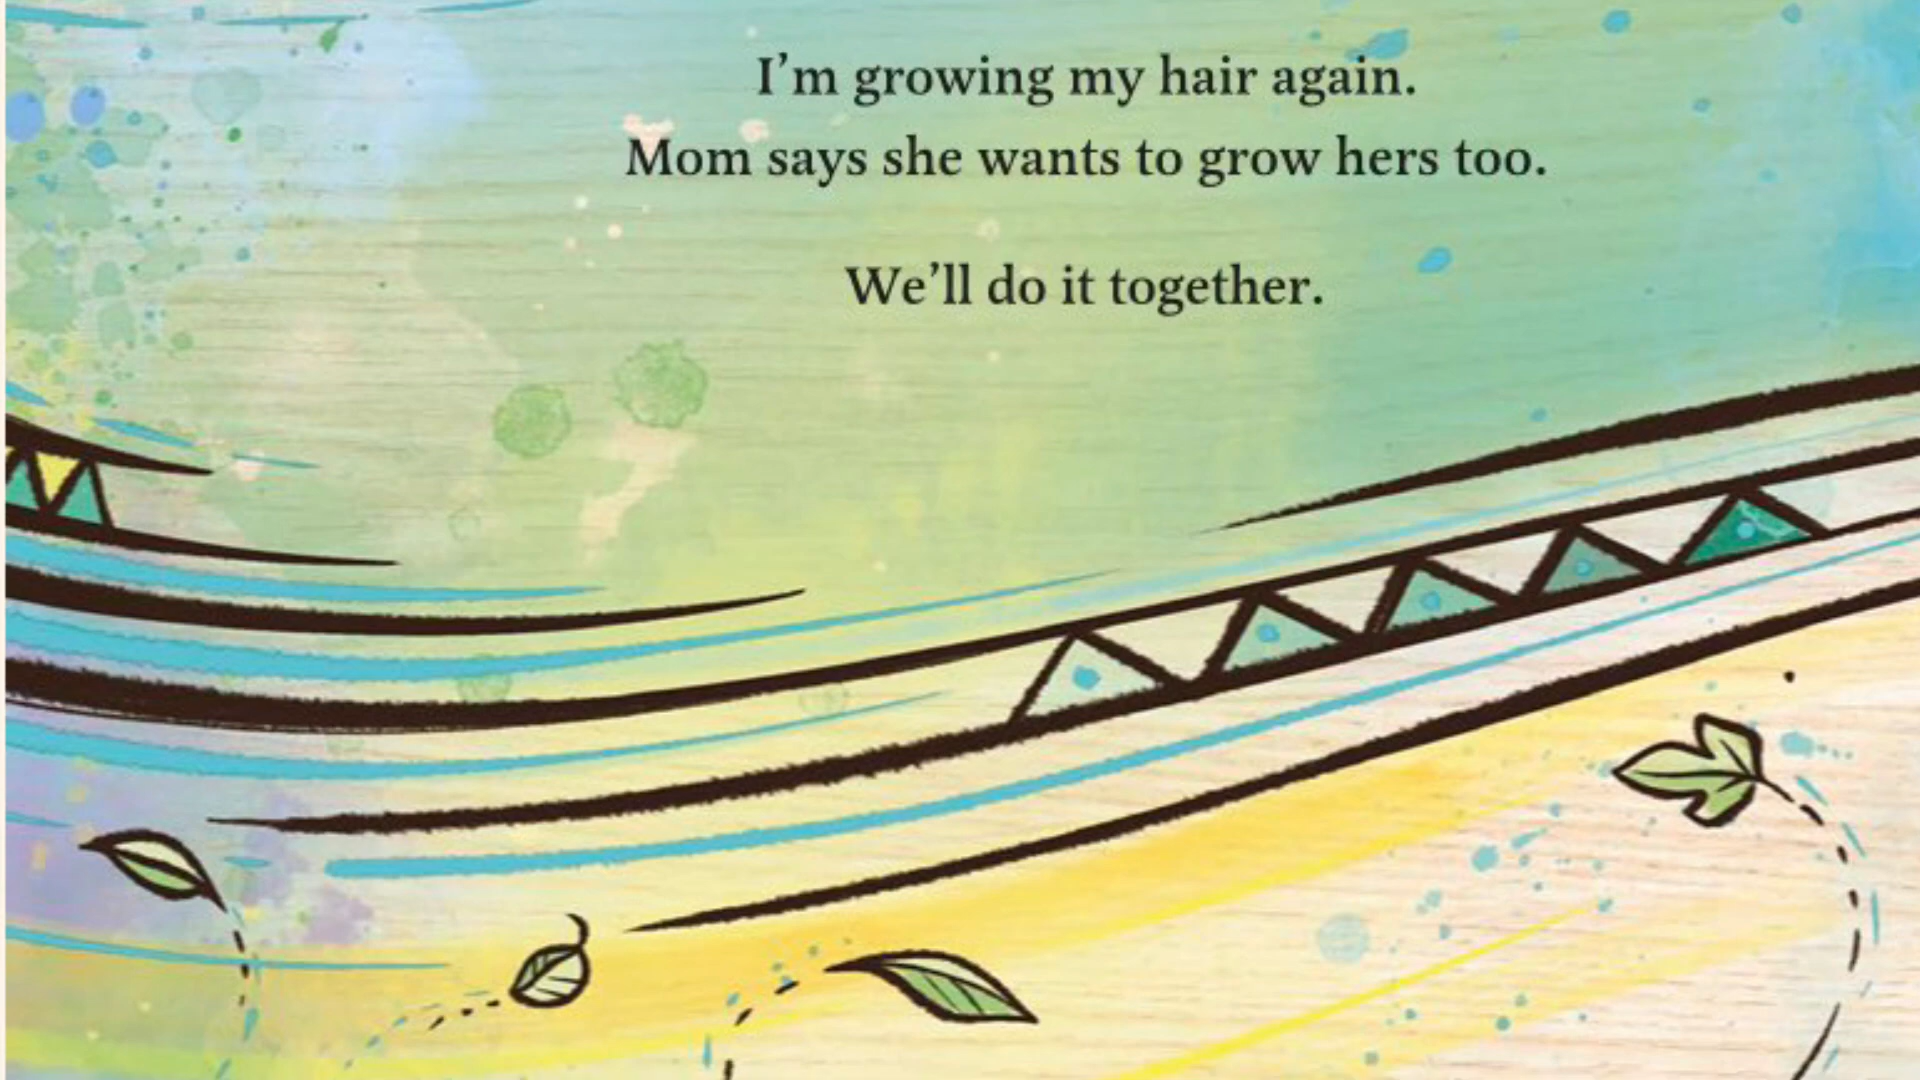 I’m growing my hair again.
Mom says she wants to grow hers too.
We’ll do it together.